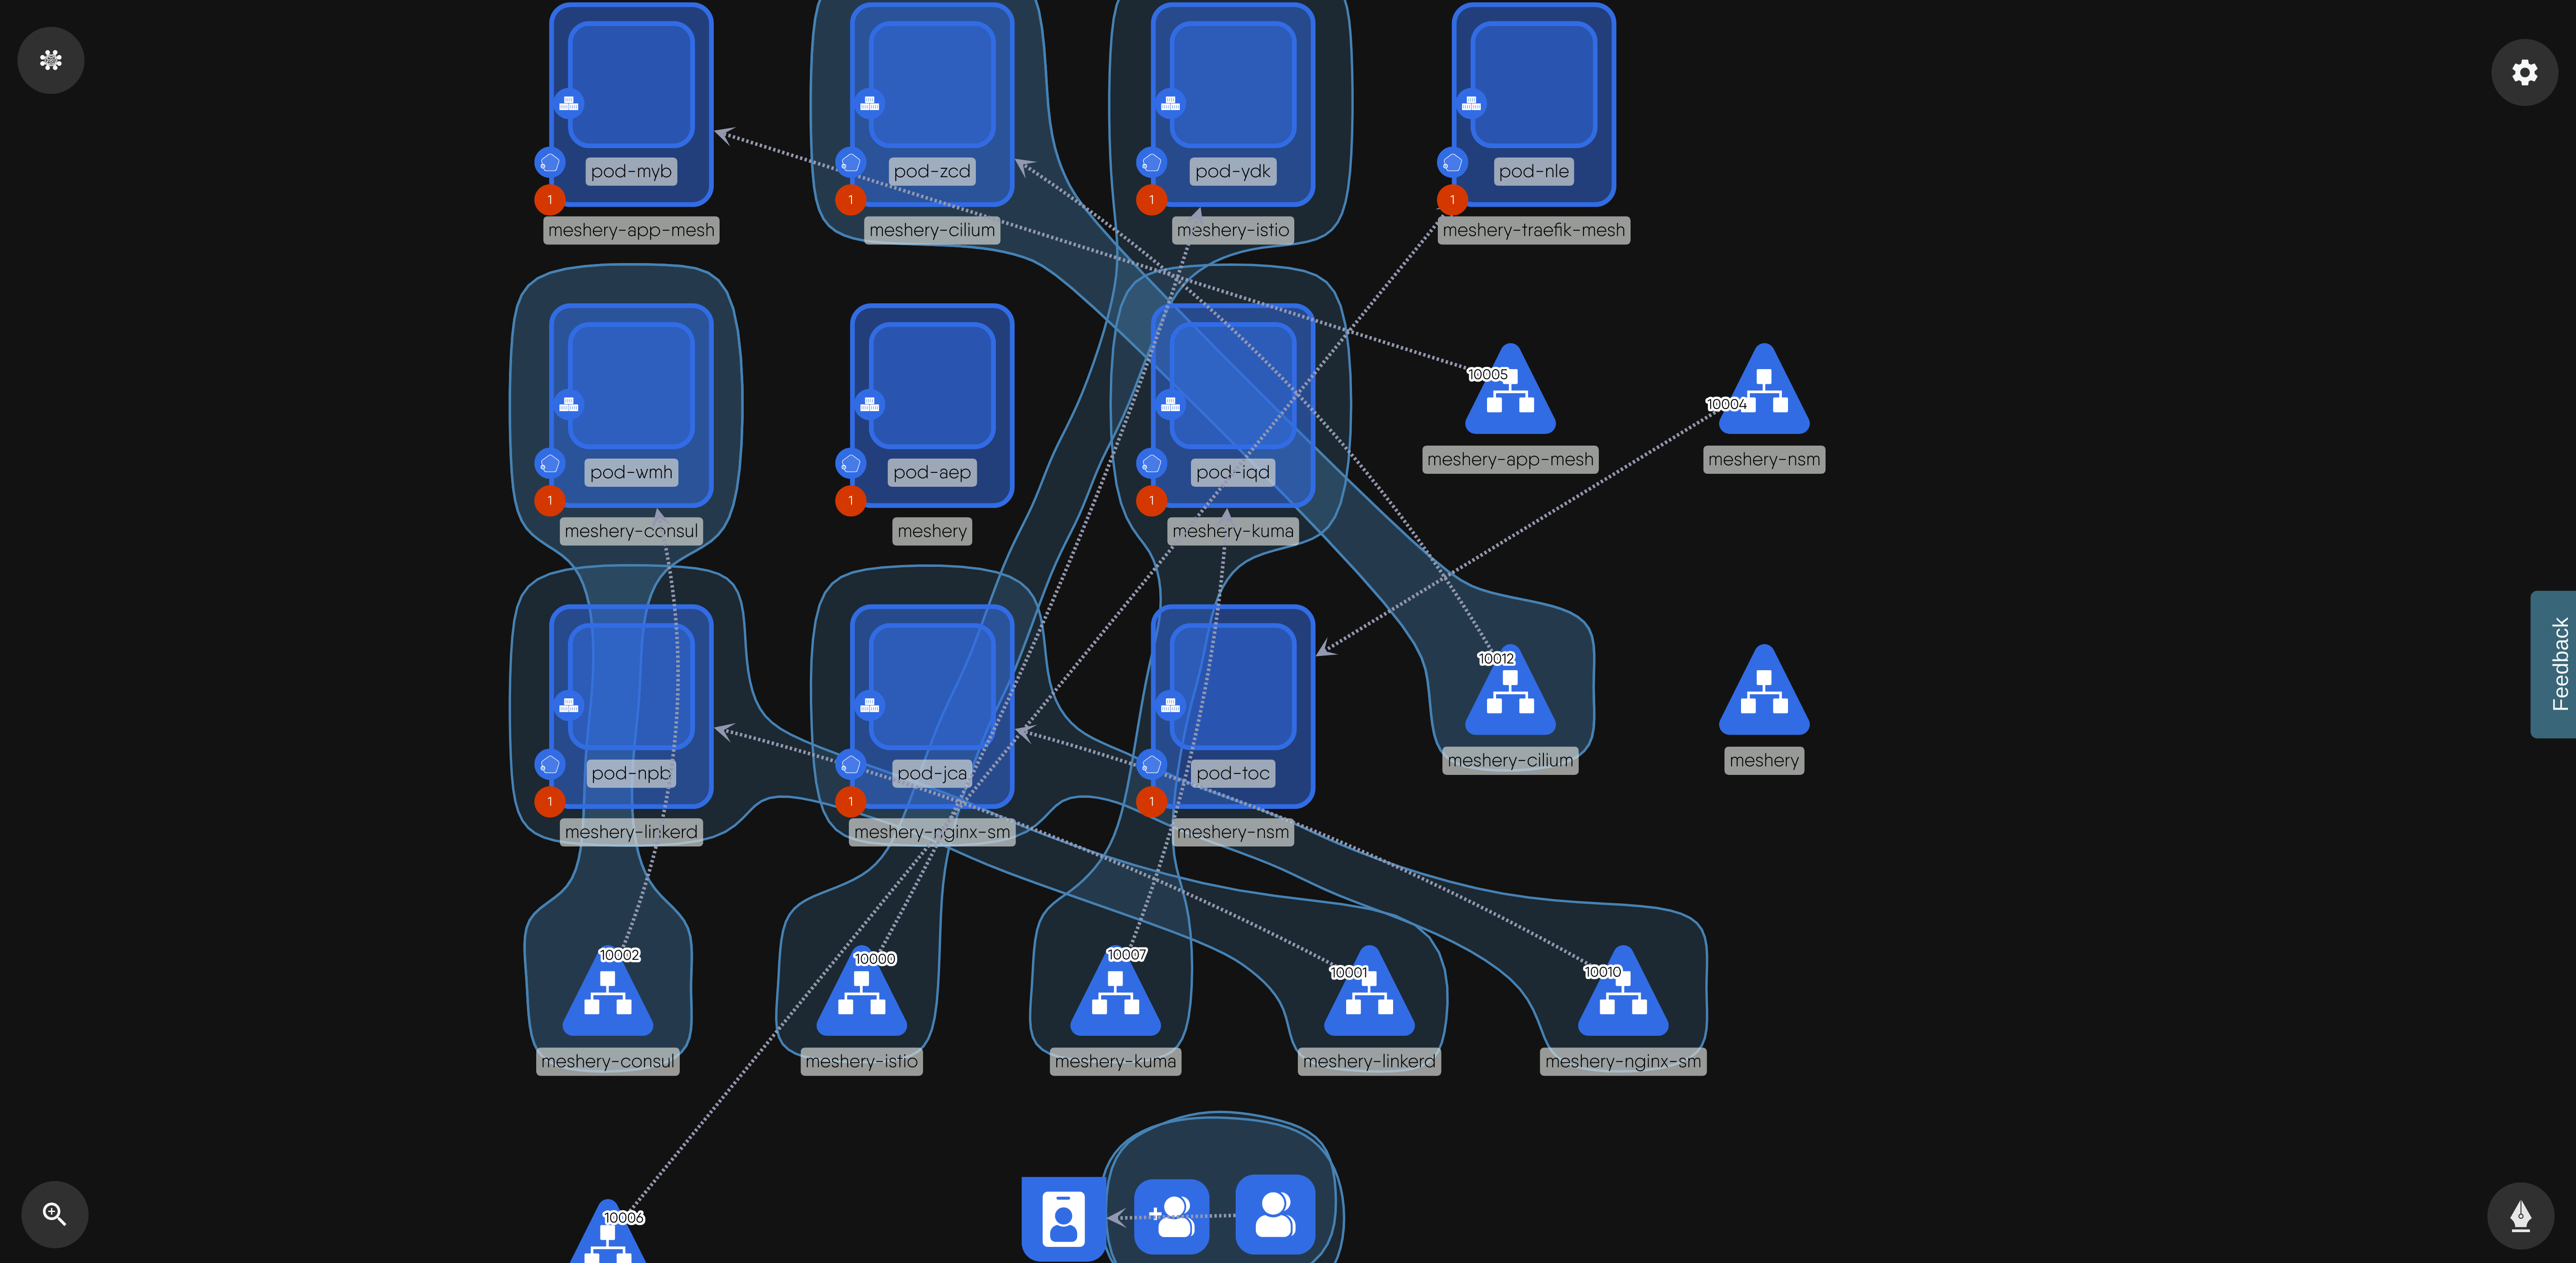 pod-myb
pod-zcd
pod-ydk
pod-nle
1
1
1
1
meshery-app-mesh
meshery-cilium
meshery-istio
meshery-traefik-mesh
10005
10004
pod-wmh
pod-aep
pod-iqd
meshery-app-mesh
meshery-nsm
1
1
1
meshery-consul
meshery
meshery-kuma
10012
Feedback
pod-npb
pod-jca
pod-toc
meshery-cilium
meshery
1
1
1
meshery-linkerd
meshery-nginx-sm
meshery-nsm
10002
10000
10007
10001
10010
meshery-consul
meshery-istio
meshery-kuma
meshery-linkerd
meshery-nginx-sm
10006